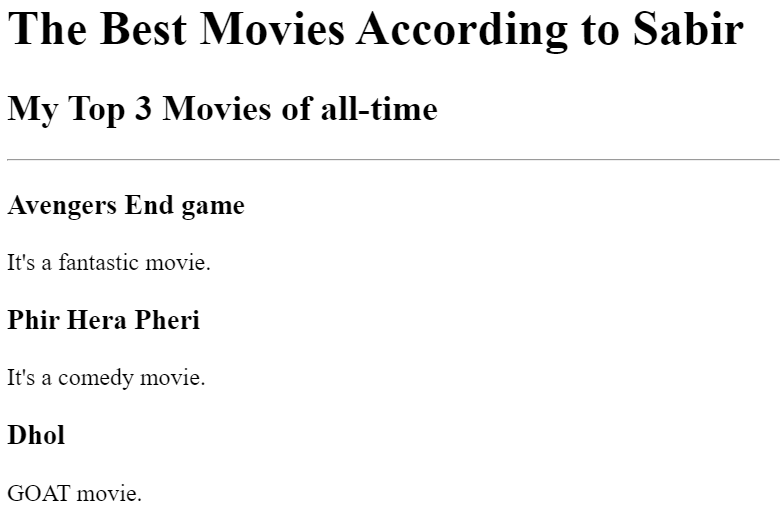 The Best Movies According to Sabir
My Top 3 Movies of all-time
Avengers End game
It's a fantastic movie.
Phir Hera Pheri
It's a comedy movie.
Dhol
GOAT movie.